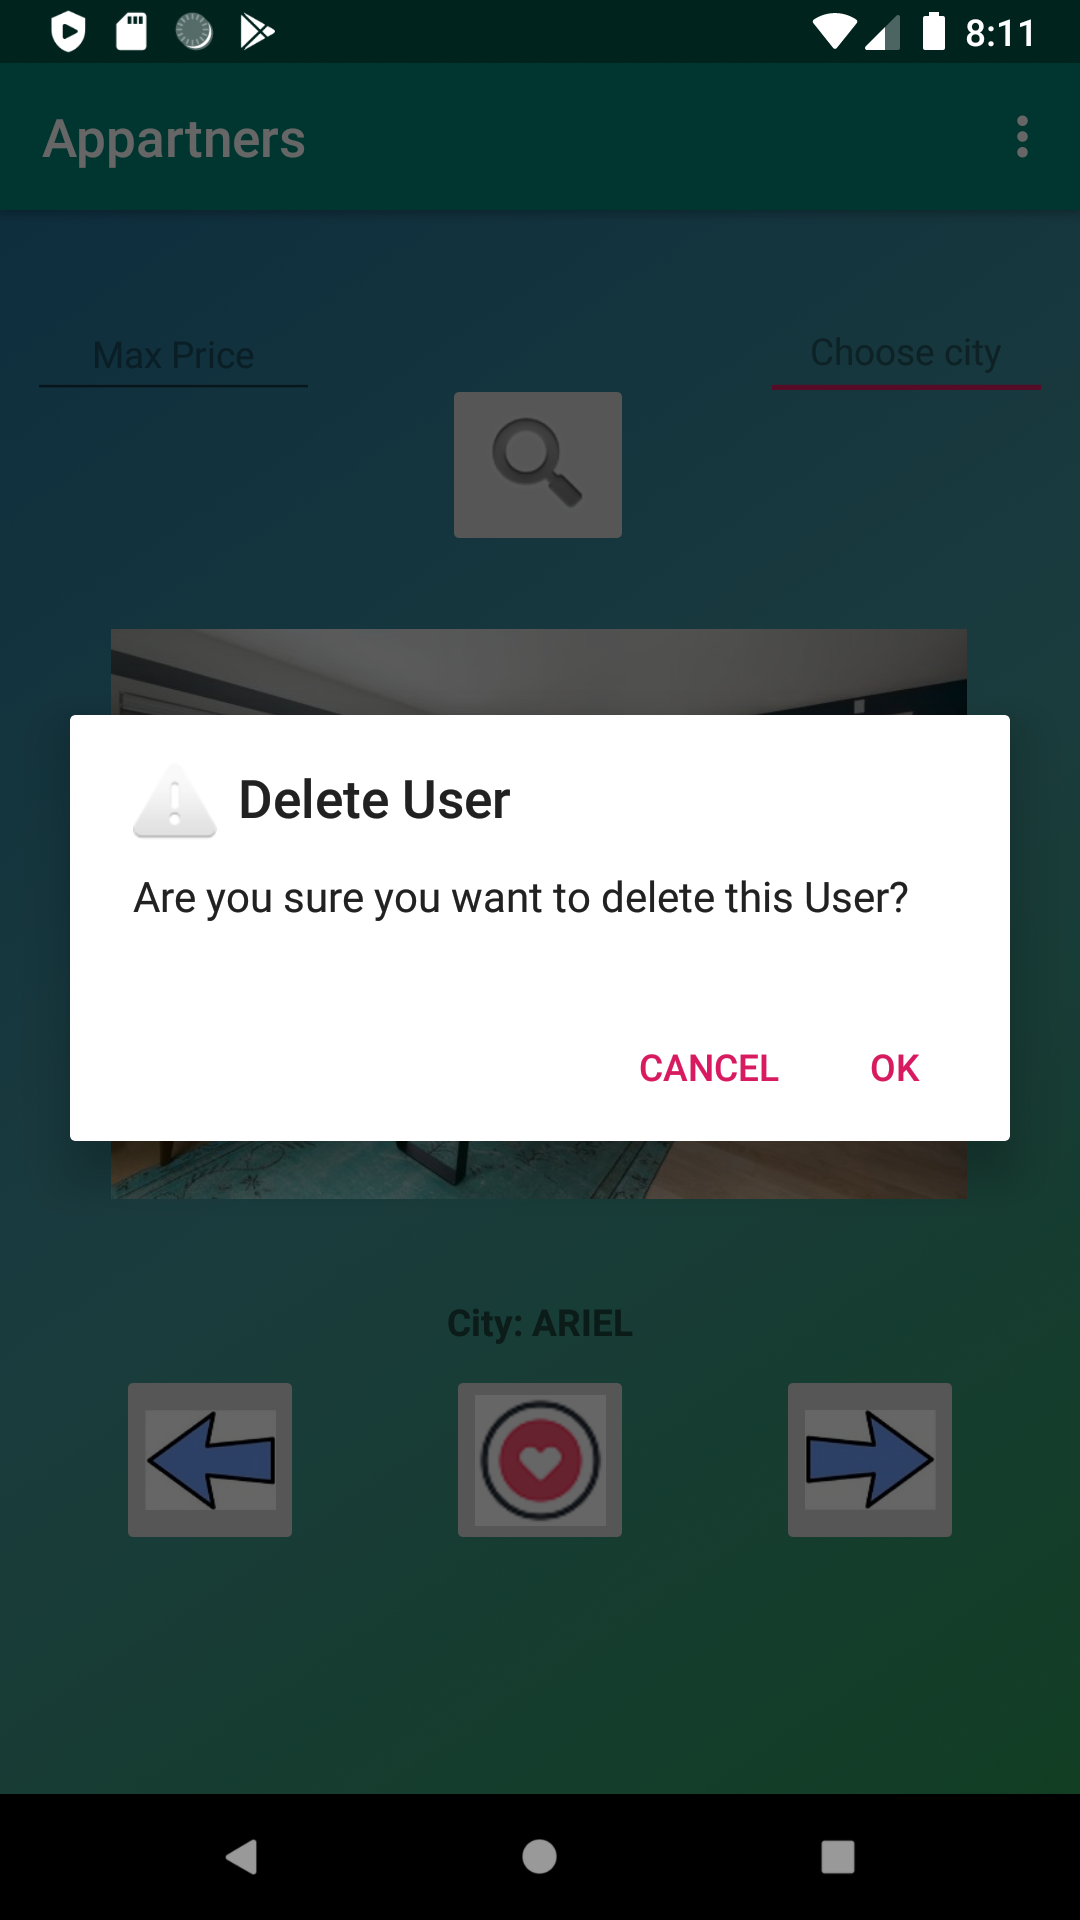 8:11
Appartners
Max Price
Choose city
Delete User
Are you sure you want to delete this User?
CANCEL
OK
City: ARIEL